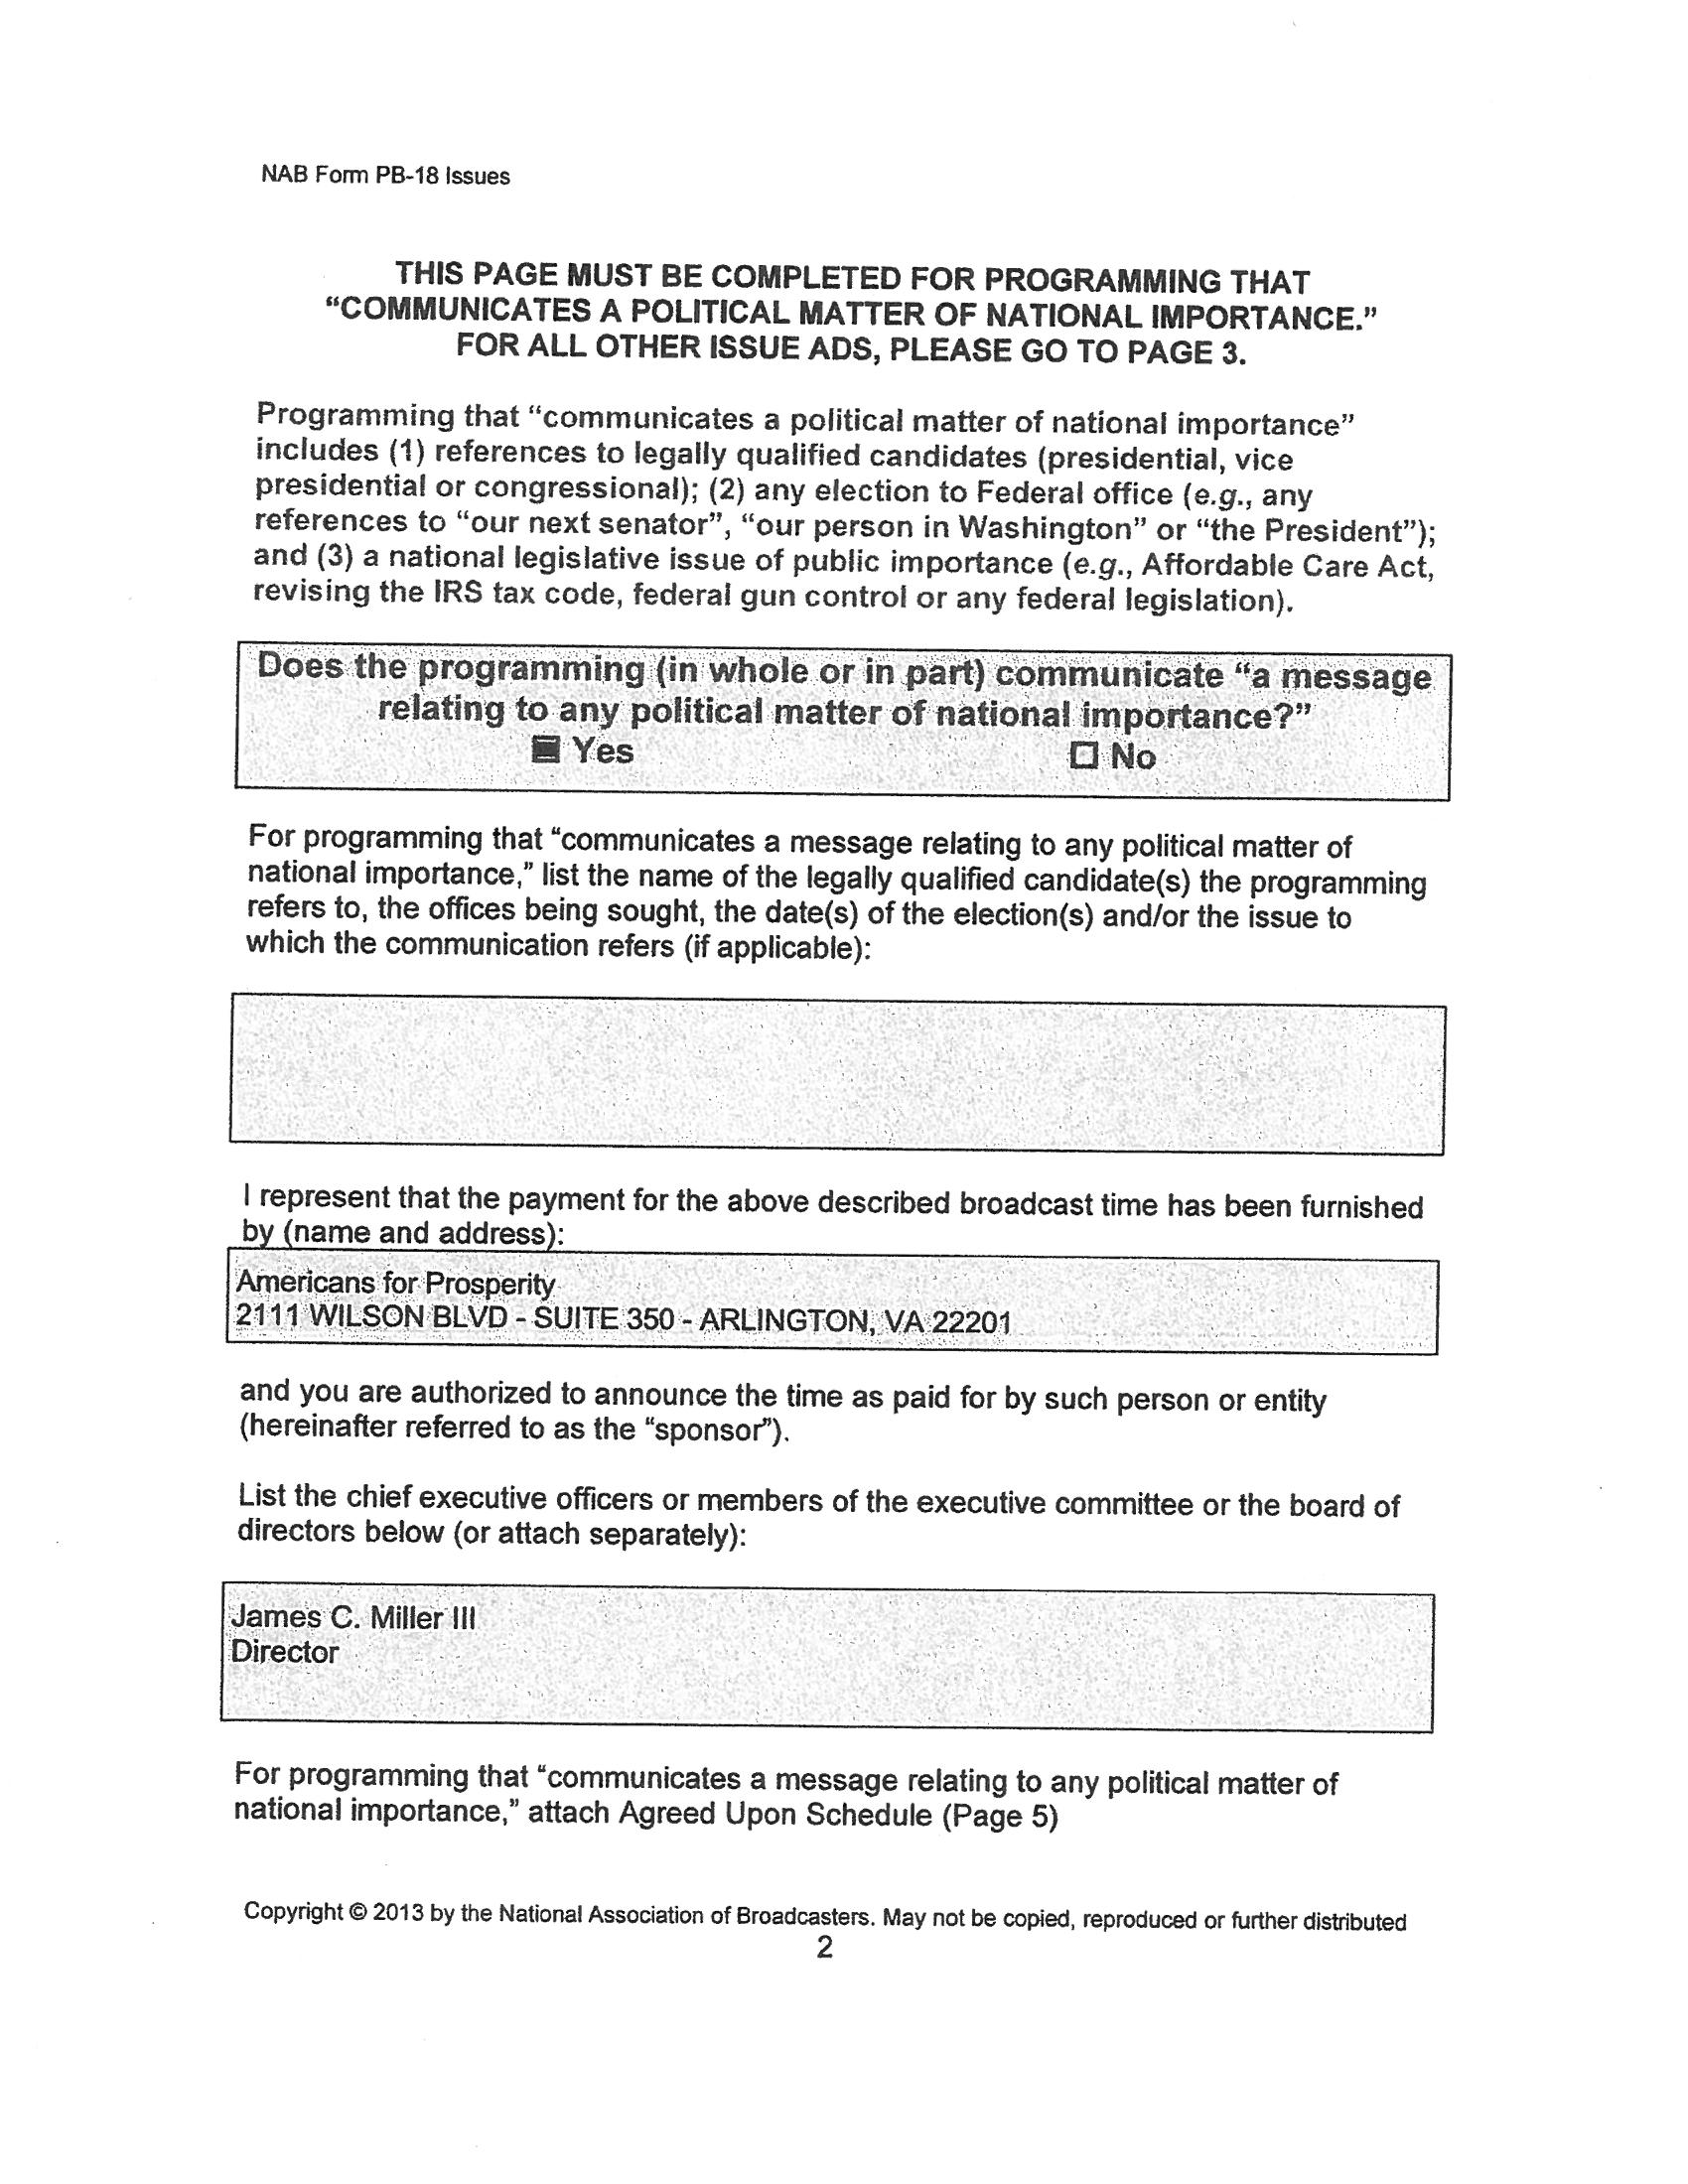 NAB Form PB-18 Issues
THIS PAGE MUST BE COMPLETED FOR PROGRAMMING THAT
“COMMUNICATES A POLITICAL MATTER OF NATIONAL IMPORTANCE.”
FOR ALL OTHER ISSUE ADS, PLEASE GO TO PAGE 3.
Programming that “communicates a political matter of national importance”
includes (1) references to legally qualified candidates (presidential, vice
presidential or congressional); (2) any election to Federal office (e.g., any
references to “our next senator”, “our person in Washington” or “the President”);
and (3) a national legislative issue of public importance (e.g., Affordable Care Act,
revising the IRS tax code, federal gun control or any federal legislation).
Does the programming (in whole or in part) communicate “a message
relating to any political matter of national importance?”
Yes No
For programming that “communicates a message relating to any political matter of
national importance,” list the name of the legally qualified candidate(s) the programming
refers to, the offices being sought, the date(s) of the election(s) and/or the issue to
which the communication refers (if applicable):
I represent that the payment for the above described broadcast time has been furnished
by (name and address):
Americans for Prosperity
2111 WILSON BLVD - SUITE 350 - ARLINGTON, VA 22201
and you are authorized to announce the time as paid for by such person or entity
(hereinafter referred to as the “sponsor”).
List the chief executive officers or members of the executive committee or the board of
directors below (or attach separately):
James C. Miller III
Director
For programming that “communicates a message relating to any political matter of
national importance,” attach Agreed Upon Schedule (Page 5)
Copyright © 2013 by the National Association of Broadcasters. May not be copied, reproduced or further distributed
2